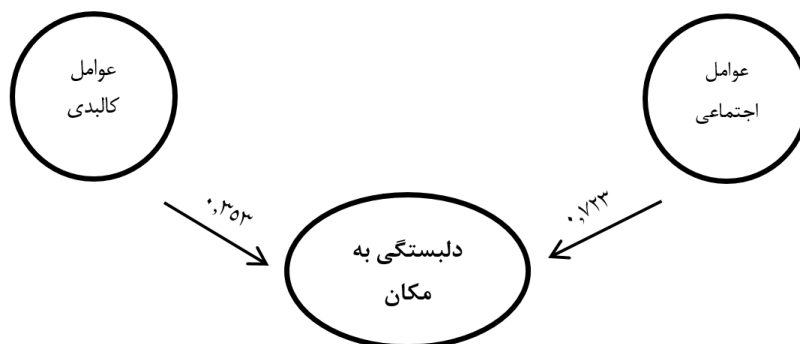 عوامل
کالبدی
عوامل
اجتماعی
۰,۳۵۳
۰,۷۲۳
دلبستگی به
مکان